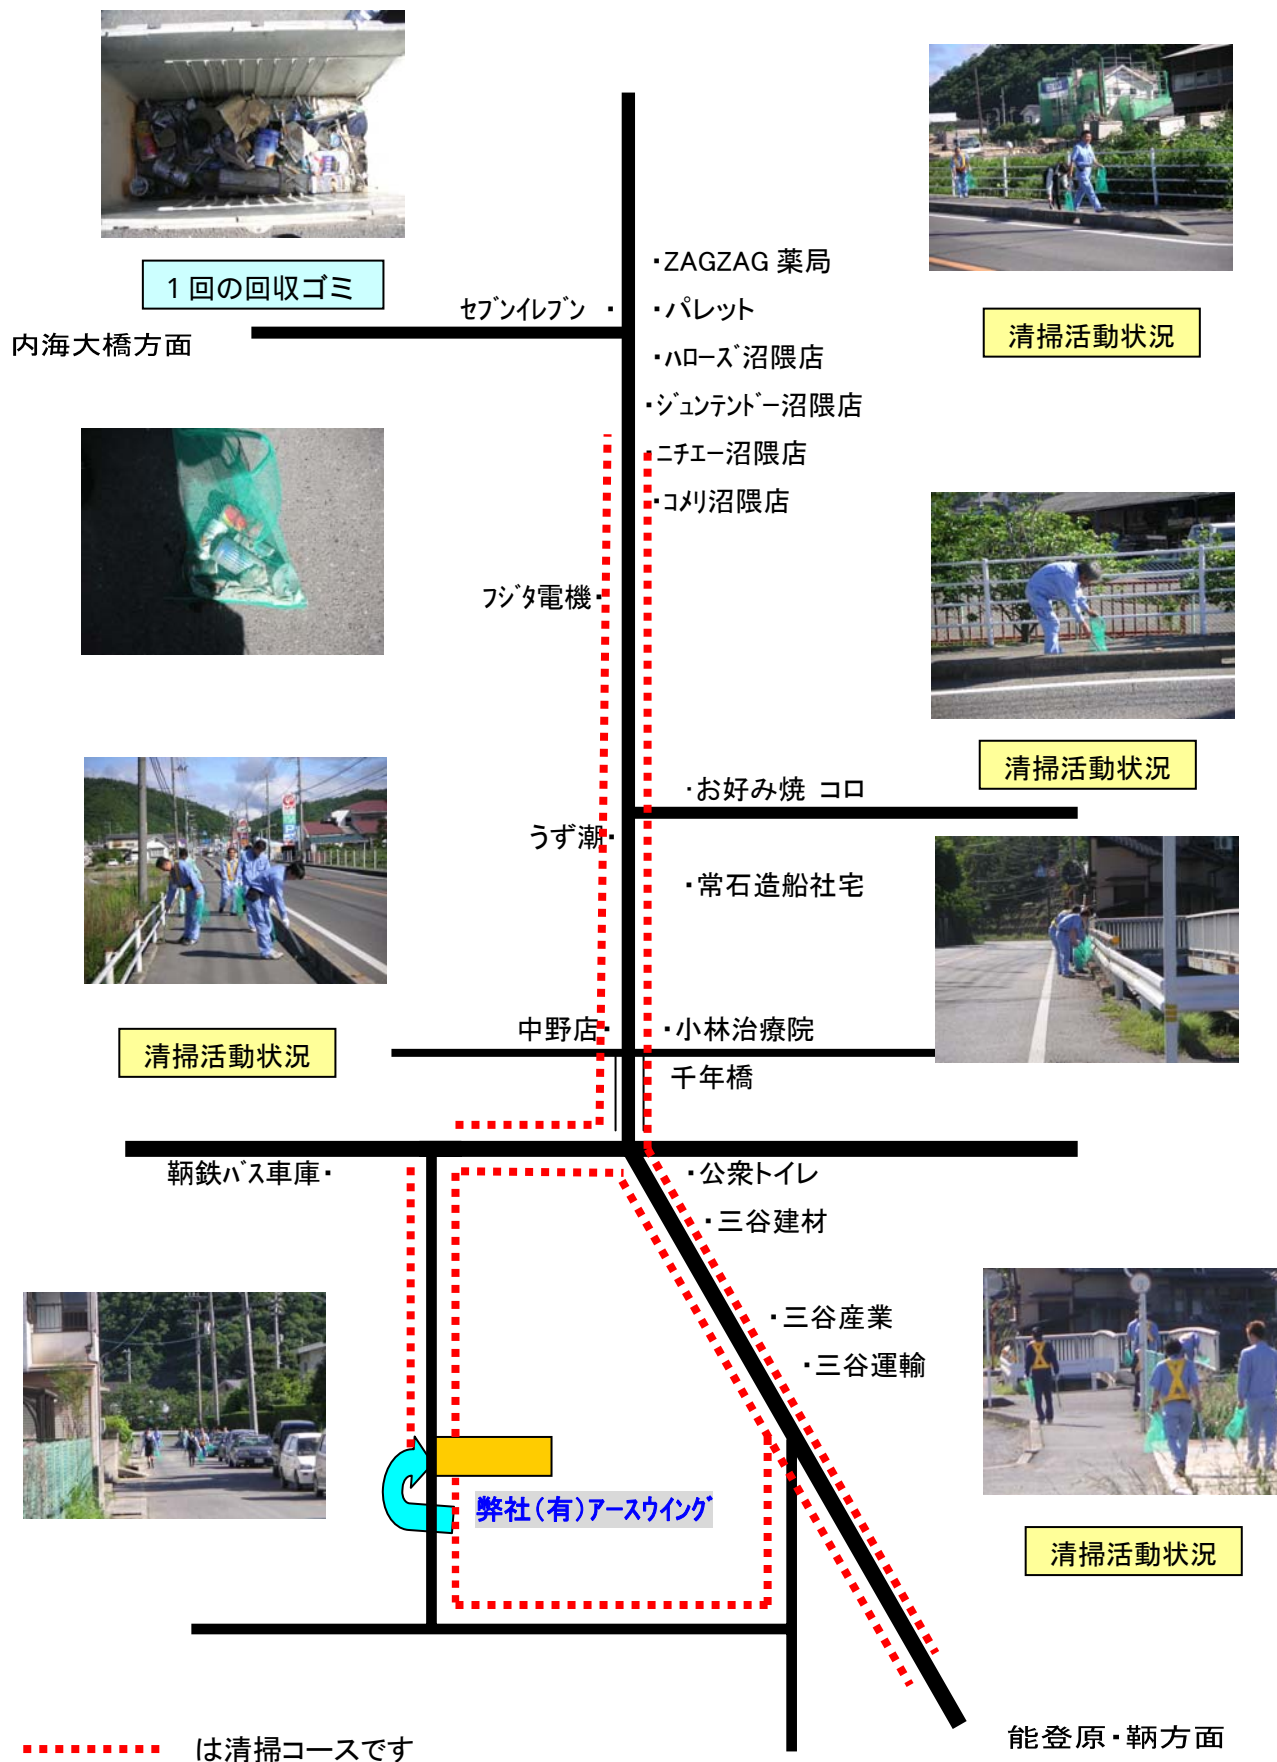 ・ZAGZAG 薬局
1回の回収ゴミ
セブンイレブン ・
・パレット
内海大橋方面
・ハローズ沼隈店
清掃活動状況
・ジュンテンドー沼隈店
・ニチエー沼隈店
・コメリ沼隈店
フジタ電機・
清掃活動状況
・お好み焼 コロ
うず潮・
・常石造船社宅
中野店・
・小林治療院
清掃活動状況
千年橋
鞆鉄バス車庫・
・公衆トイレ
・三谷建材
・三谷産業
・三谷運輸
弊社(有)アースウイング
清掃活動状況
能登原・鞆方面
は清掃コースです